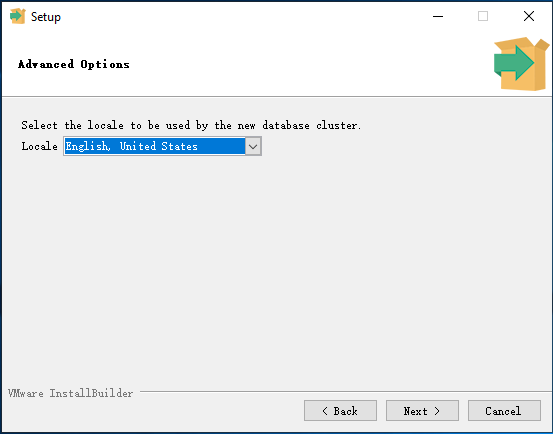 Setup
Advanced Options
Select the locale to be used by the new database cluster.
Locale English, United States
VMware InstallBuilder
< Back Next > Cancel